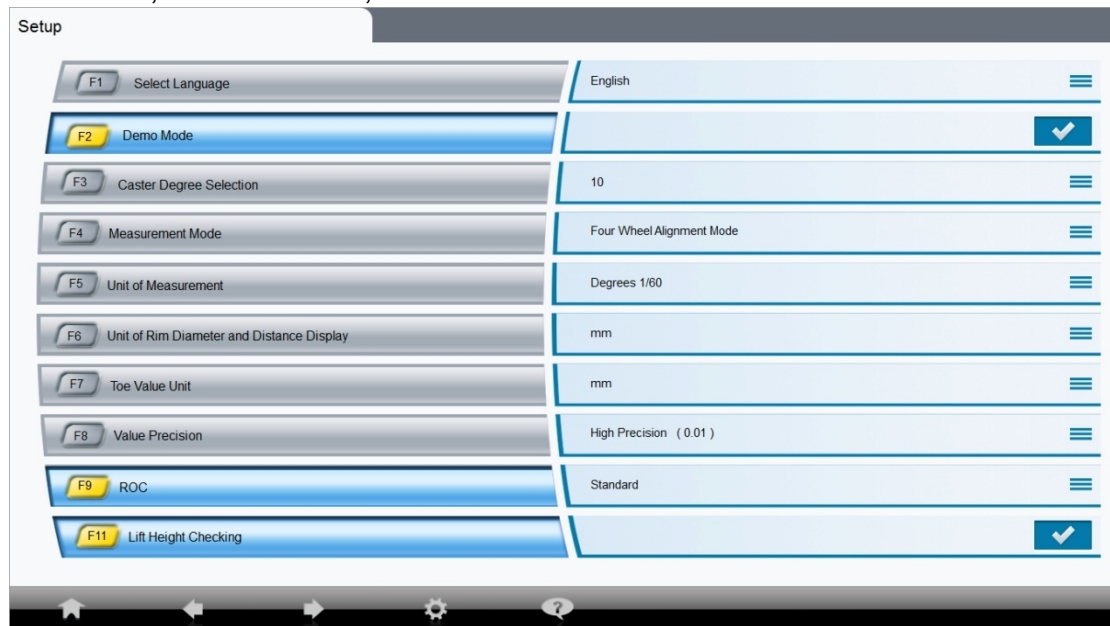 Setup
F1 Select Language English
F2 Demo Mode
F3 Caster Degree Selection 10
F4 Measurement Mode Four Wheel Alignment Mode
F5 Unit of Measurement Degrees 1/60
F6 Unit of Rim Diameter and Distance Display mm
F7 Toe Value Unit mm
F8 Value Precision High Precision ( 0.01 )
F9 ROC Standard
F11 Lift Height Checking
?